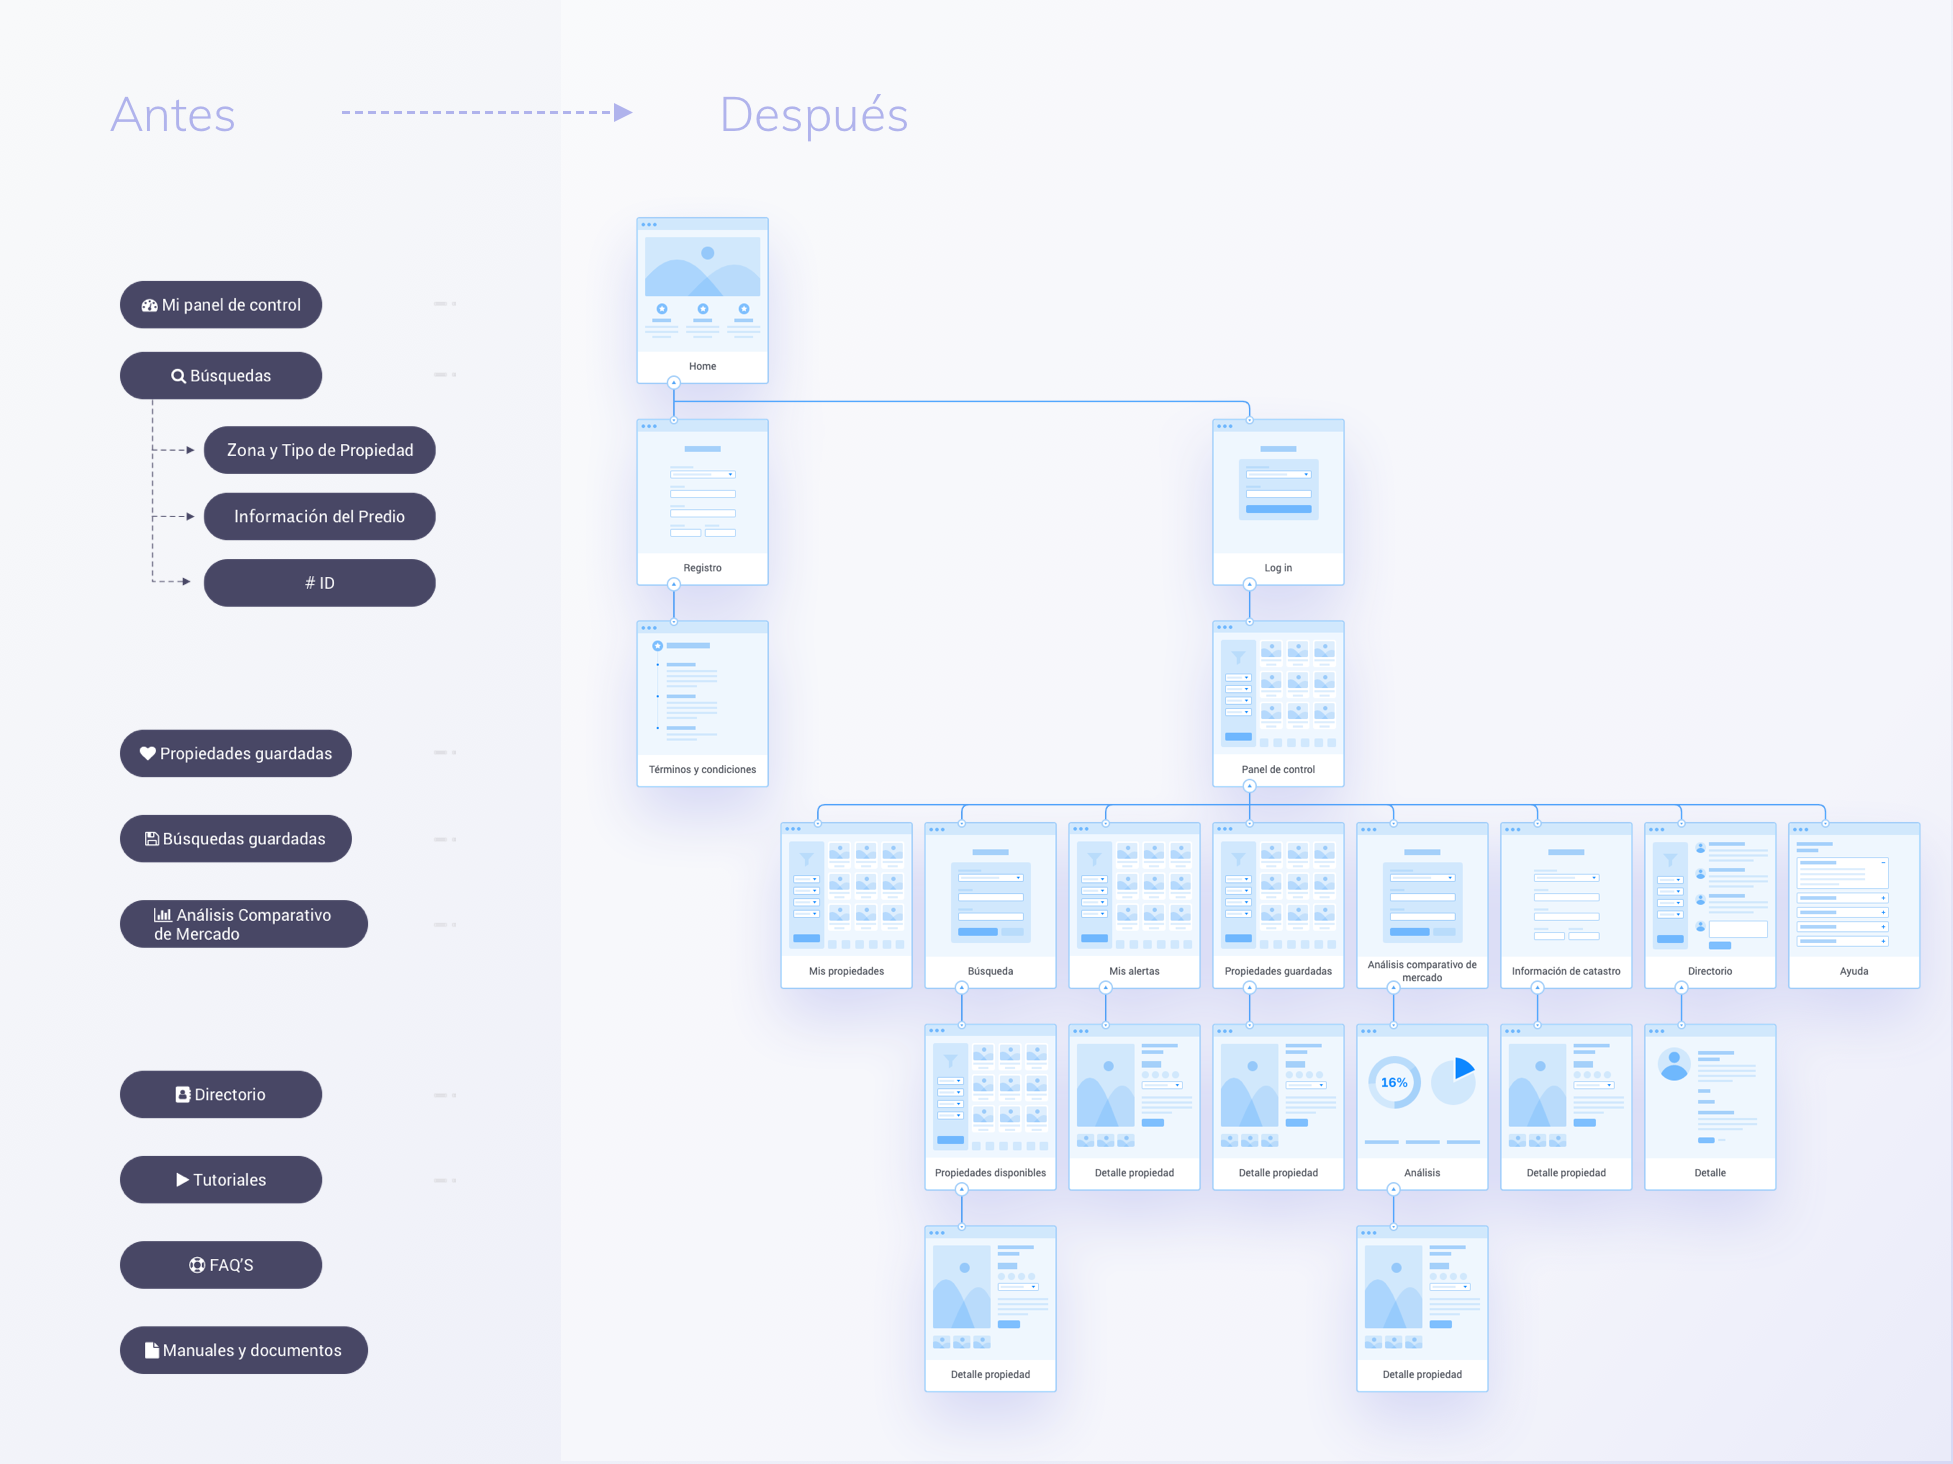 Antes
Después
Mi panel de control
Búsquedas
Zona y Tipo de Propiedad
Información del Predio
# ID
Propiedades guardadas
Búsquedas guardadas
Análisis Comparativo
de Mercado
Directorio
Tutoriales
FAQ'S
Manuales y documentos
Home
Registro
Log in
Términos y condiciones
Panel de control
Mis propiedades
Búsqueda
Mis alertas
Propiedades guardadas
Análisis comparativo de
mercado
Información de catastro
Directorio
Ayuda
Propiedades disponibles
Detalle propiedad
Detalle propiedad
16%
Análisis
Detalle propiedad
Detalle
Detalle propiedad
Detalle propiedad